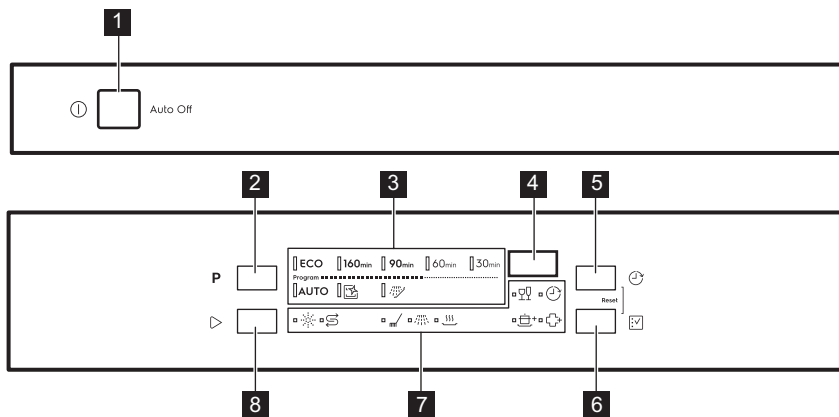 1
Auto Off
2 3 4 5
P
ECO 160min 90min 60min 30min
Program
AUTO
Reset
8 7 6